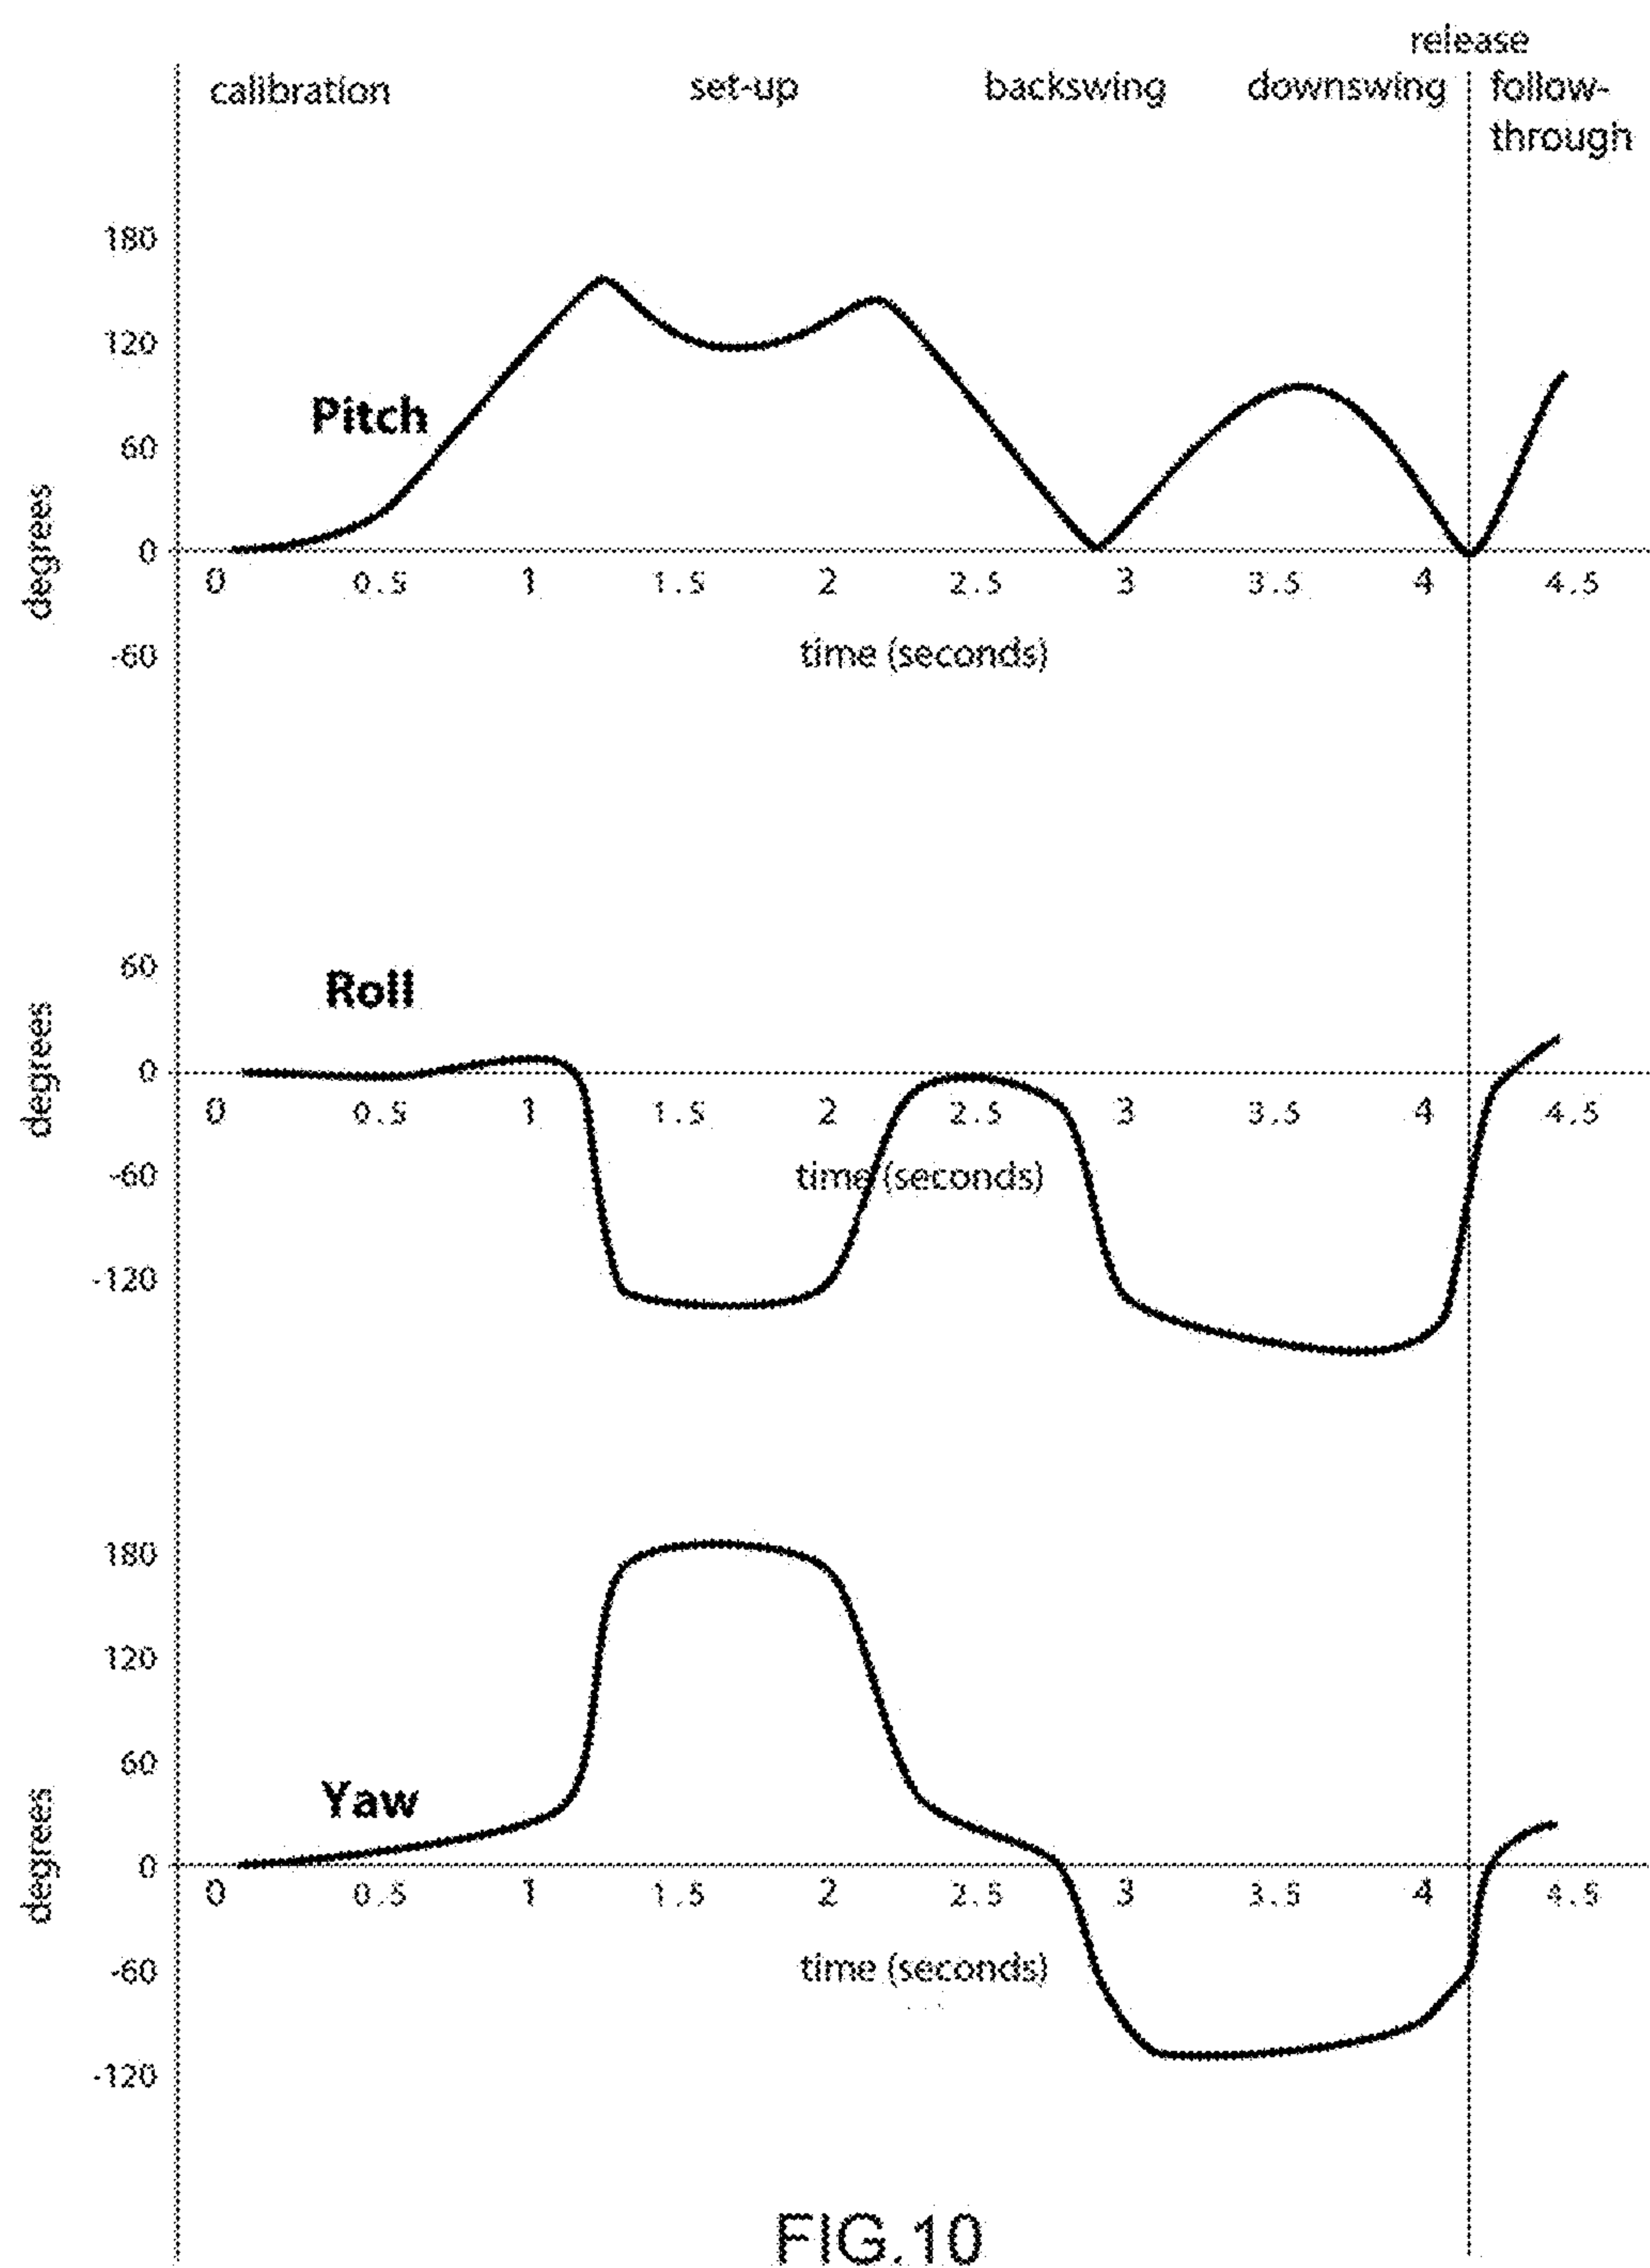 release
calibration set-up backswing downswing follow-
through
180
120
Pitch
60
degrees
0
0 0.5 1 1.5 2 2.5 3 3.5 4 4.5
-60
time (seconds)
60
Roll
degrees
0
0 0.5 1 1.5 2 2.5 3 3.5 4 4.5
-60
time (seconds)
-120
180
120
60
Yaw
degrees
0
0 0.5 1 1.5 2 2.5 3 3.5 4 4.5
-60
time (seconds)
-120
FIG.10